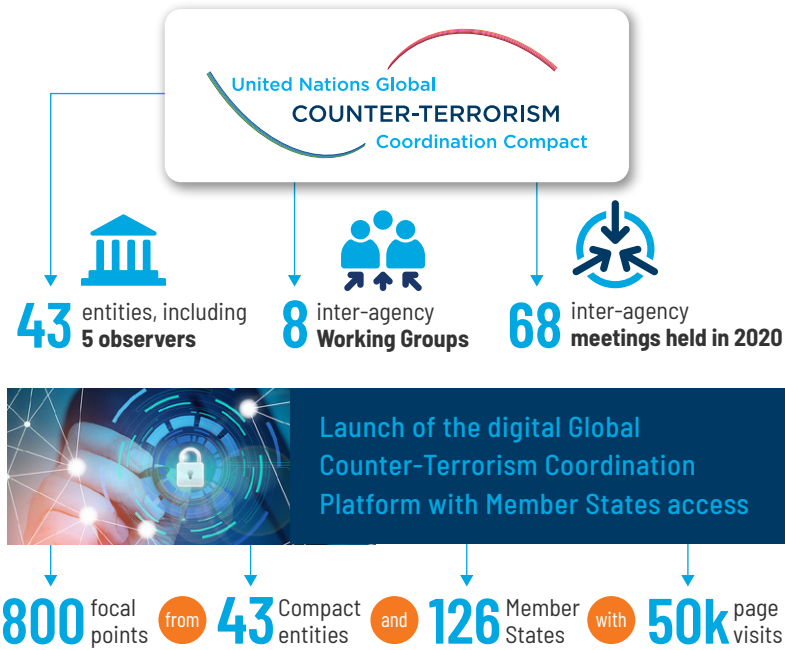 United Nations Global
COUNTER-TERRORISM
Coordination Compact
43 entities, including
5 observers
8 inter-agency
Working Groups
68 inter-agency
meetings held in 2020
Launch of the digital Global
Counter-Terrorism Coordination
Platform with Member States access
800 focal
points
from
43 Compact
entities
and
126 Member
States
with
50k page
visits